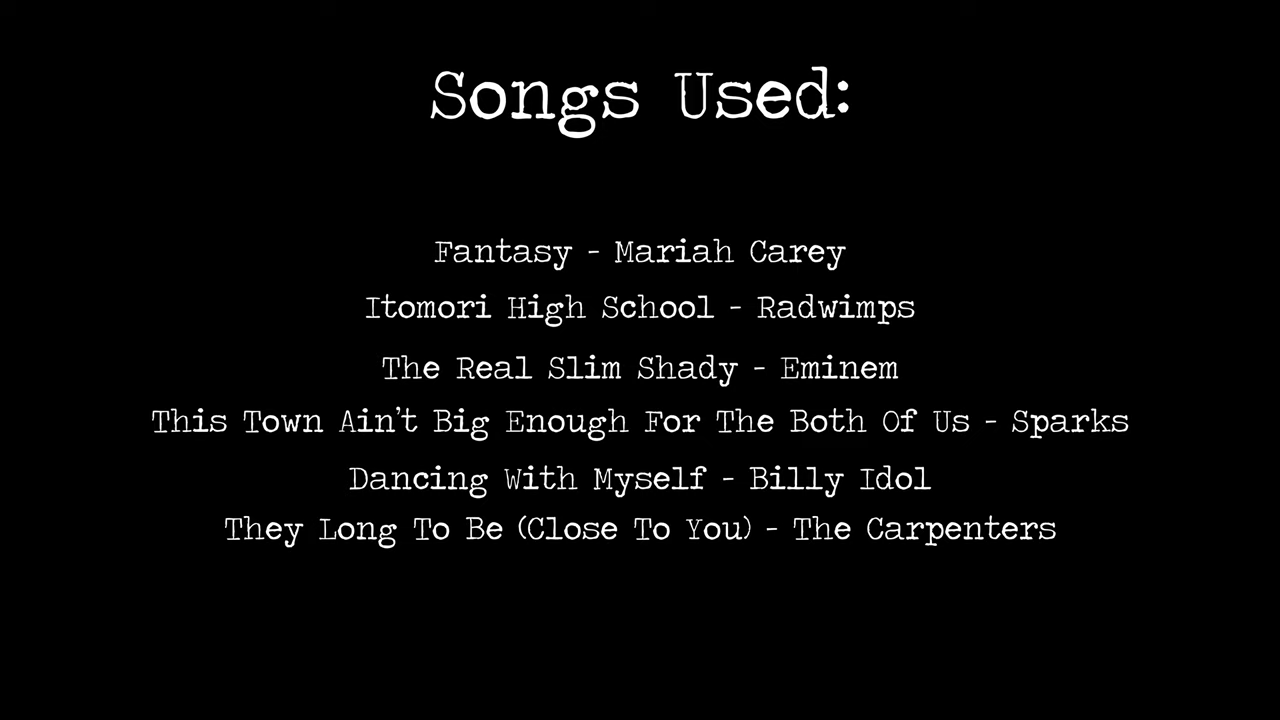 Songs Used:
Fantasy - Mariah Carey
Itomori High School - Radwimps
The Real Slim Shady - Eminem
This Town Ain't Big Enough For The Both Of Us - Sparks
Dancing With Myself - Billy Idol
They Long To Be (Close To You) - The Carpenters